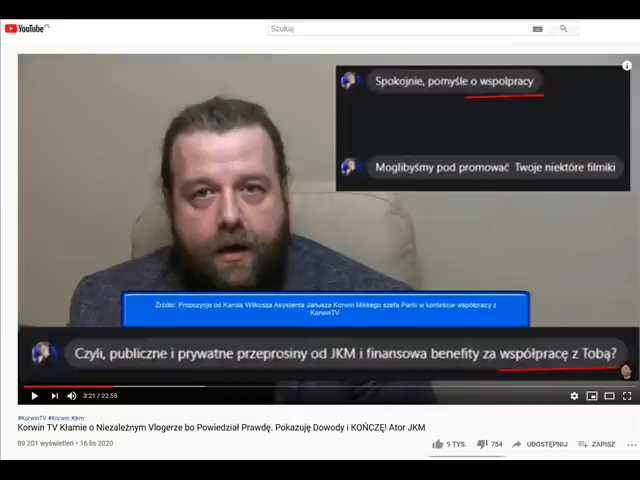 YouTube PL
Szukaj
Spokojnie, pomyśle o wspolpracy
Moglibyśmy pod promować Twoje niektóre filmiki
Źródło: Propozycje od Karola Wilkosza Asystenta Janusza Korwin Mikkego szefa Partii w kontekście współpracy z
KorwinTV
Czyli, publiczne i prywatne przeprosiny od JKM i finansowa benefity za współpracę z Tobą?
3:21 / 22:55
#KorwinTV #Korwin #jkm
Korwin TV Kłamie o Niezależnym Vlogerze bo Powiedział Prawdę. Pokazuję Dowody i KOŃCZĘ! Ator JKM
89 201 wyświetleń • 16 lis 2020
9 TYS.
754
UDOSTĘPNIJ
ZAPISZ